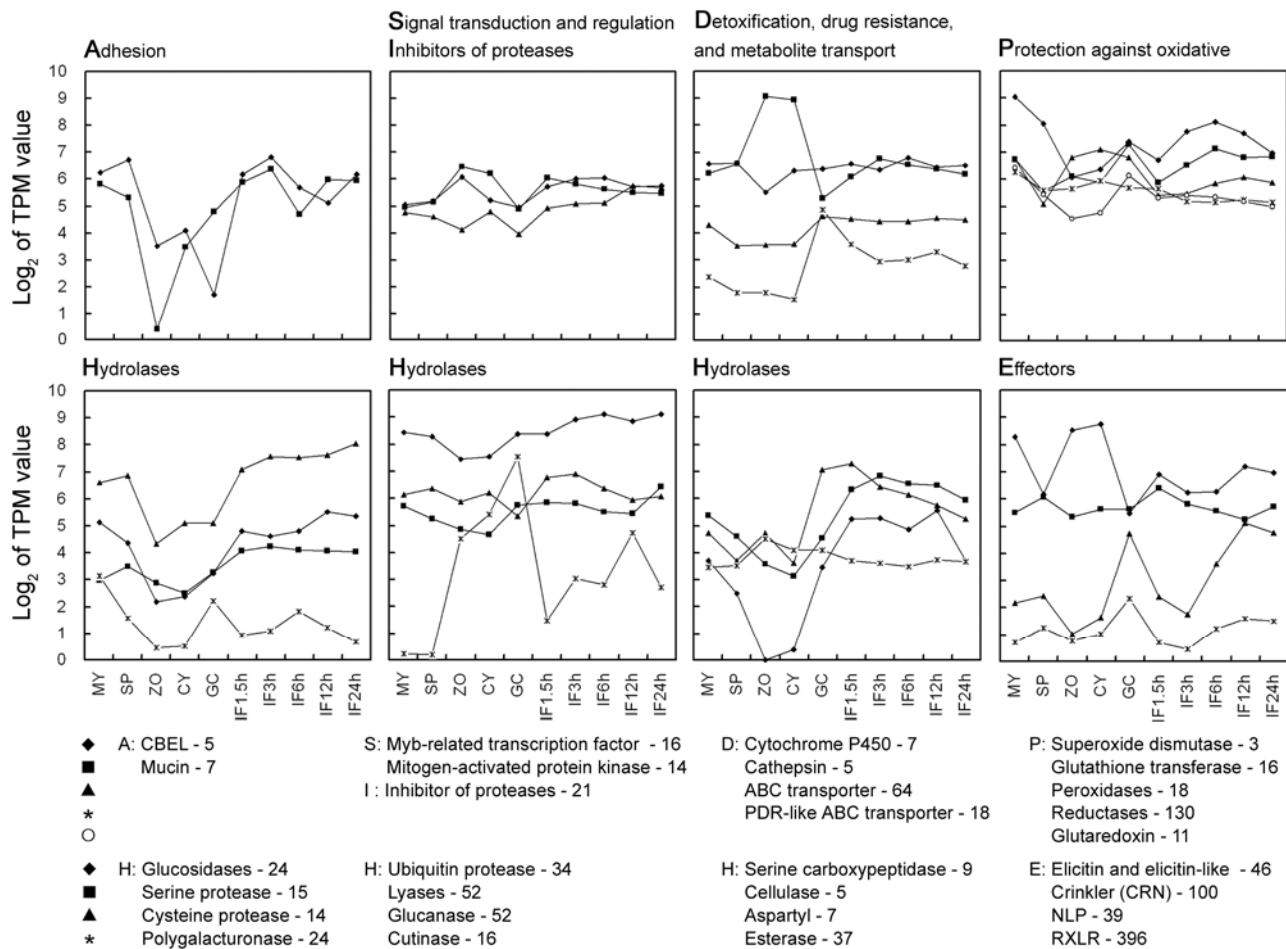 Adhesion
Signal transduction and regulation
Inhibitors of proteases
Detoxification, drug resistance,
and metabolite transport
Protection against oxidative
Log2 of TPM value
10
9
8
7
6
5
4
3
2
1
0
Hydrolases
Hydrolases
Hydrolases
Effectors
Log2 of TPM value
10
9
8
7
6
5
4
3
2
1
0
MY SP ZO CY GC IF1.5h IF3h IF6h IF12h IF24h
MY SP ZO CY GC IF1.5h IF3h IF6h IF12h IF24h
MY SP ZO CY GC IF1.5h IF3h IF6h IF12h IF24h
MY SP ZO CY GC IF1.5h IF3h IF6h IF12h IF24h
A: CBEL - 5
Mucin - 7
S: Myb-related transcription factor - 16
Mitogen-activated protein kinase - 14
I : Inhibitor of proteases - 21
D: Cytochrome P450 - 7
Cathepsin - 5
ABC transporter - 64
PDR-like ABC transporter - 18
P: Superoxide dismutase - 3
Glutathione transferase - 16
Peroxidases - 18
Reductases - 130
Glutaredoxin - 11
H: Glucosidases - 24
Serine protease - 15
Cysteine protease - 14
* Polygalacturonase - 24
H: Ubiquitin protease - 34
Lyases - 52
Glucanase - 52
Cutinase - 16
H: Serine carboxypeptidase - 9
Cellulase - 5
Aspartyl - 7
Esterase - 37
E: Elicitin and elicitin-like - 46
Crinkler (CRN) - 100
NLP - 39
RXLR - 396